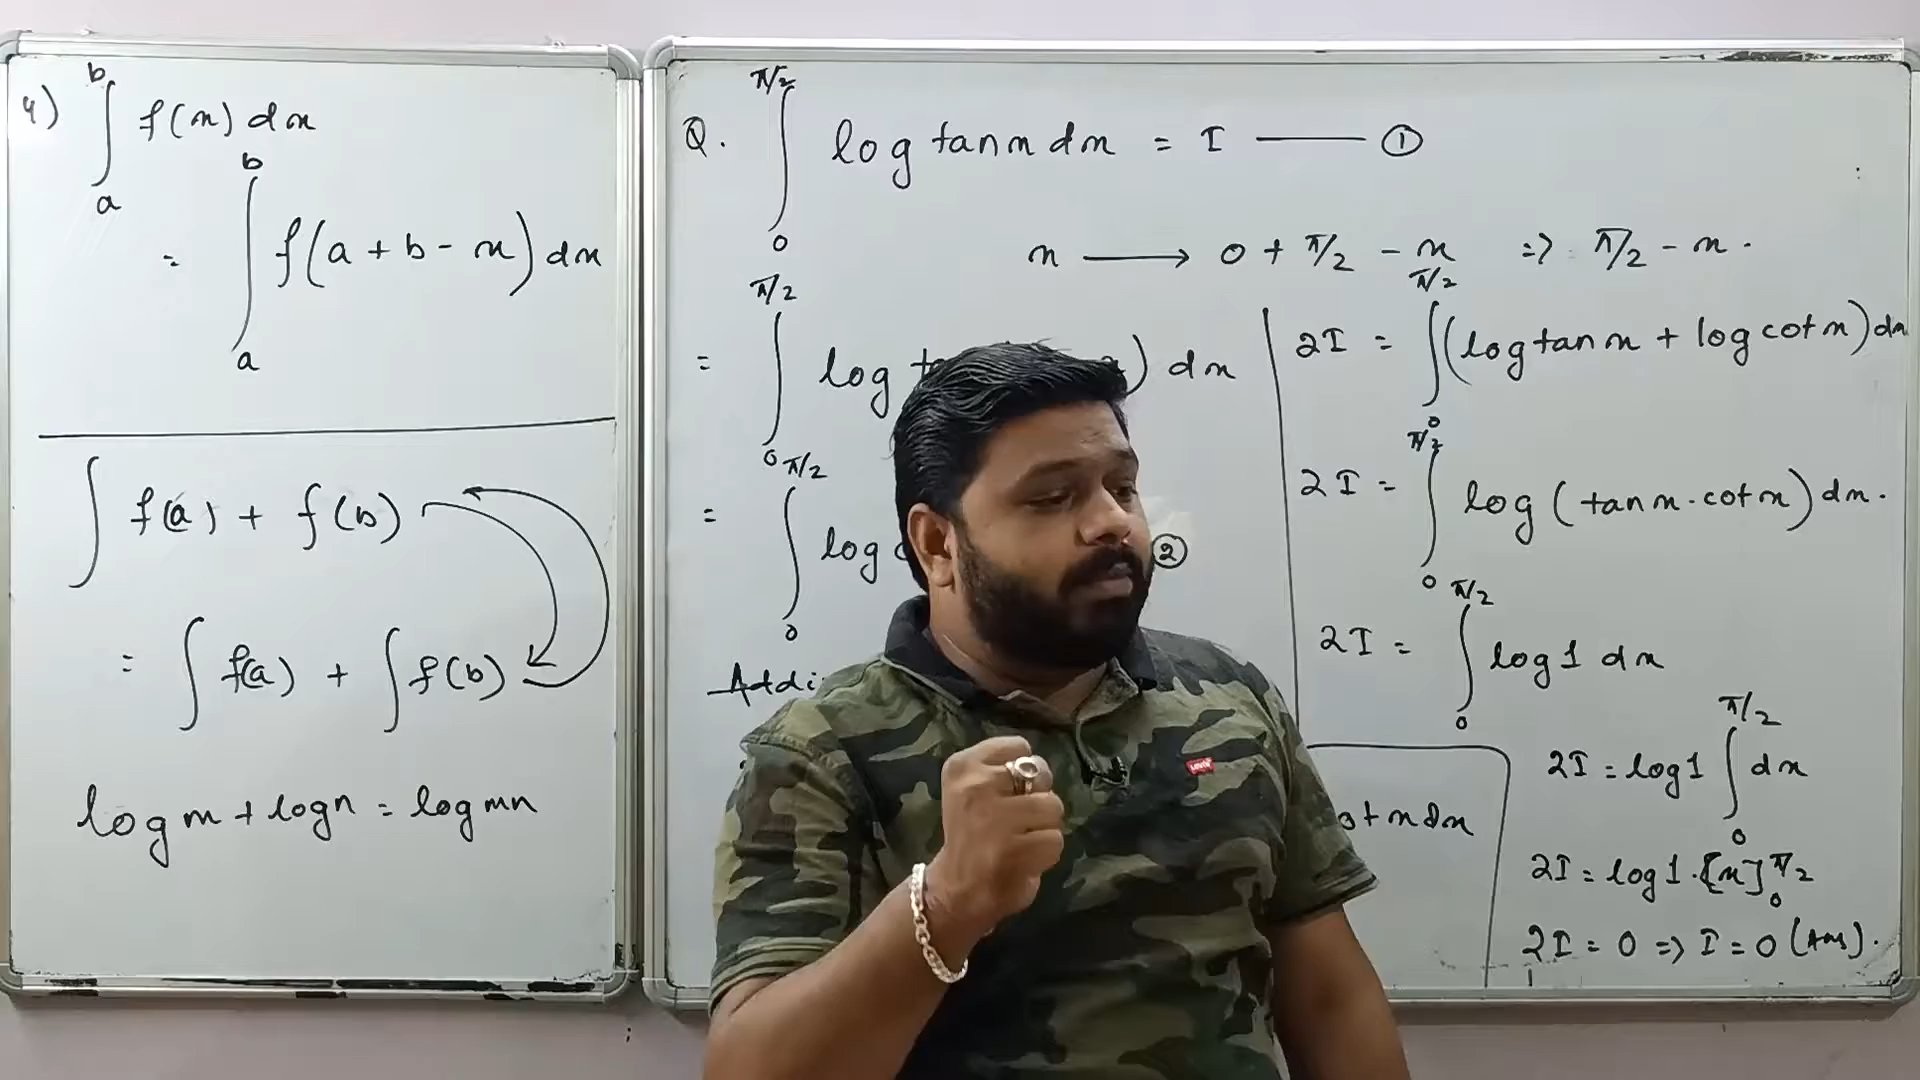 4) ∫_a^b f(x) dx
= ∫_a^b f(a + b - x) dx
∫ f(a) + f(b)
= ∫ f(a) + ∫ f(b)
log m + log n = log mn
Q. ∫_0^{π/2} log tan x dx = I —— ①
x ⟶ 0 + π/2 - x => π/2 - x.
= ∫_0^{π/2} log ) dx
= ∫_0^{π/2} log ②
2I = ∫_0^{π/2} (log tan x + log cot x) dx
2I = ∫_0^{π/2} log (tan x . cot x) dx.
2I = ∫_0^{π/2} log 1 dx
2I = log 1 ∫_0^{π/2} dx
2I = log 1 . [x]_0^{π/2}
2I = 0 => I = 0 (Ans).
ot x dx
Levi's